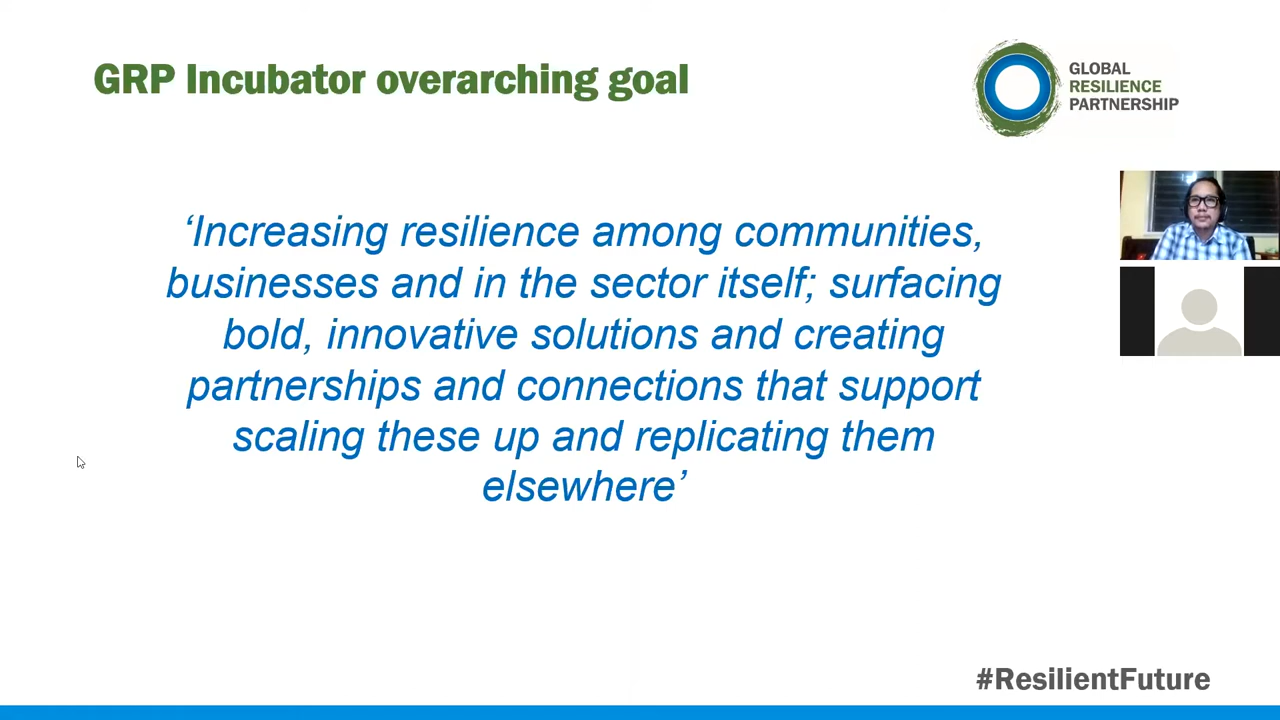 GRP Incubator overarching goal
GLOBAL
RESILIENCE
PARTNERSHIP
‘Increasing resilience among communities,
businesses and in the sector itself; surfacing
bold, innovative solutions and creating
partnerships and connections that support
scaling these up and replicating them
elsewhere’
#ResilientFuture